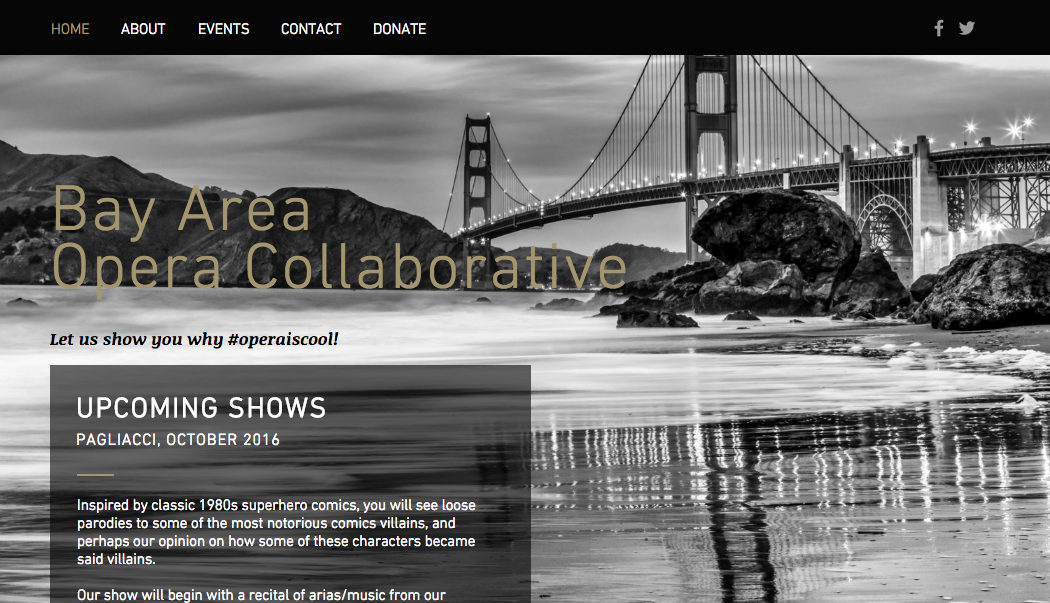 HOME ABOUT EVENTS CONTACT DONATE
Bay Area
Opera Collaborative
Let us show you why #operaiscool!
UPCOMING SHOWS
PAGLIACCI, OCTOBER 2016
Inspired by classic 1980s superhero comics, you will see loose
parodies to some of the most notorious comics villains, and
perhaps our opinion on how some of these characters became
said villains.
Our show will begin with a recital of arias/music from our